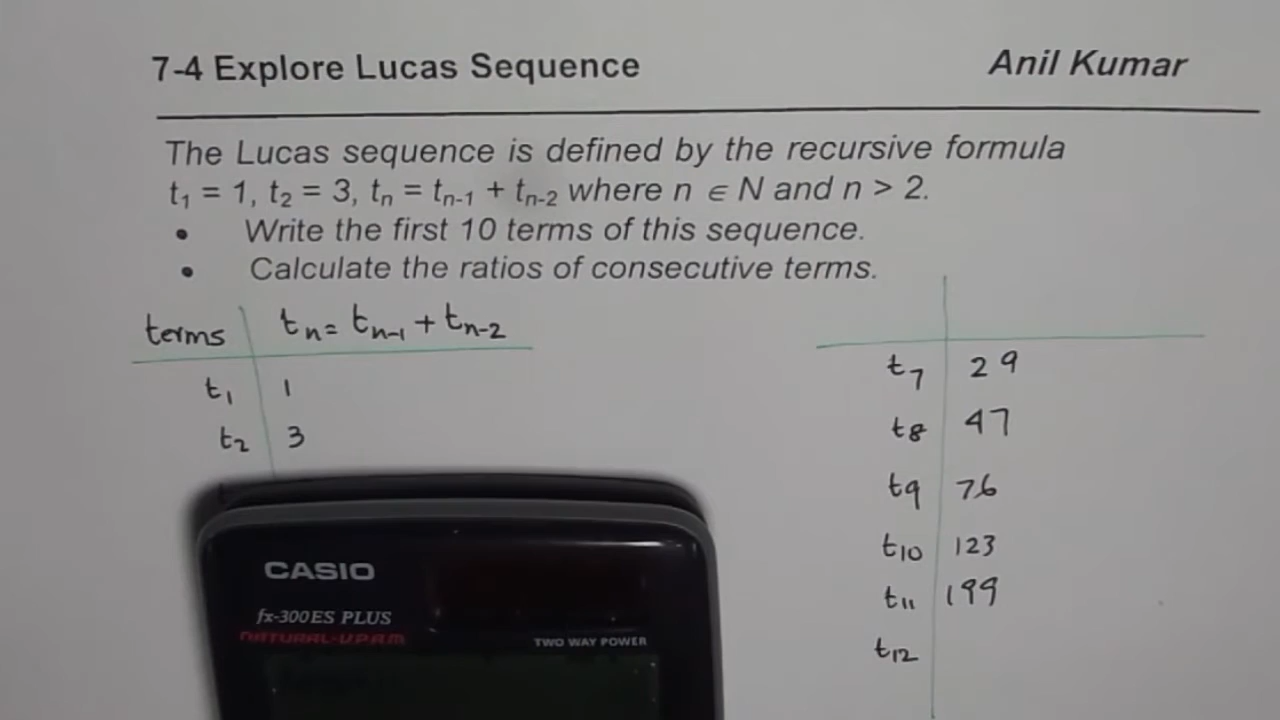 7-4 Explore Lucas Sequence
Anil Kumar
The Lucas sequence is defined by the recursive formula
t₁ = 1, t₂ = 3, tₙ = tₙ₋₁ + tₙ₋₂ where n ∈ N and n > 2.
• Write the first 10 terms of this sequence.
• Calculate the ratios of consecutive terms.
terms tₙ = tₙ₋₁ + tₙ₋₂
t₁ 1
t₂ 3
t₇ 29
t₈ 47
t₉ 76
t₁₀ 123
t₁₁ 199
t₁₂
CASIO
fx-300ES PLUS
NATURAL-V.P.A.M.
TWO WAY POWER